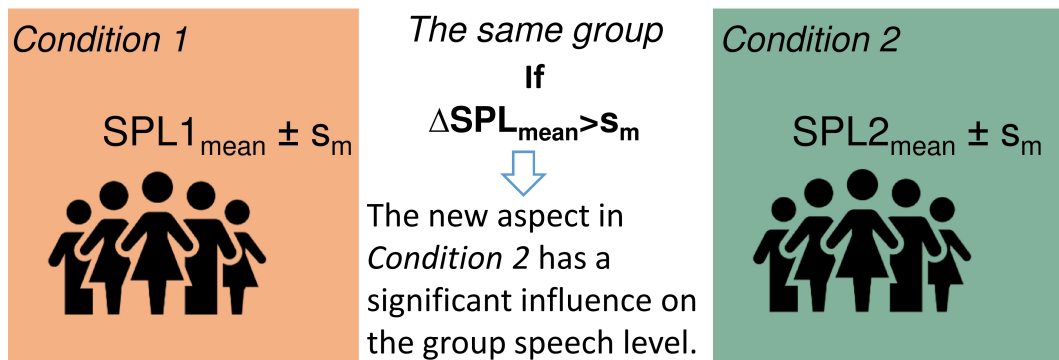 Condition 1
SPL1mean ± sm
The same group
If
ΔSPLmean>sm
The new aspect in
Condition 2 has a
significant influence on
the group speech level.
Condition 2
SPL2mean ± sm